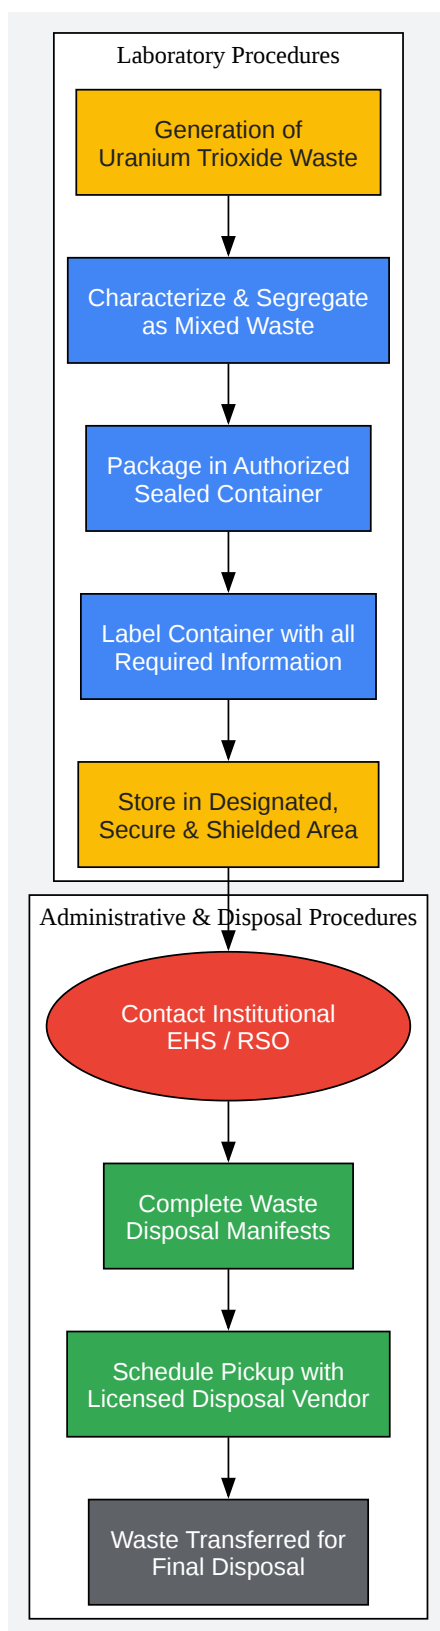 Laboratory Procedures
Generation of
Uranium Trioxide Waste
Characterize & Segregate
as Mixed Waste
Package in Authorized
Sealed Container
Label Container with all
Required Information
Store in Designated,
Secure & Shielded Area
Administrative & Disposal Procedures
Contact Institutional
EHS / RSO
Complete Waste
Disposal Manifests
Schedule Pickup with
Licensed Disposal Vendor
Waste Transferred for
Final Disposal